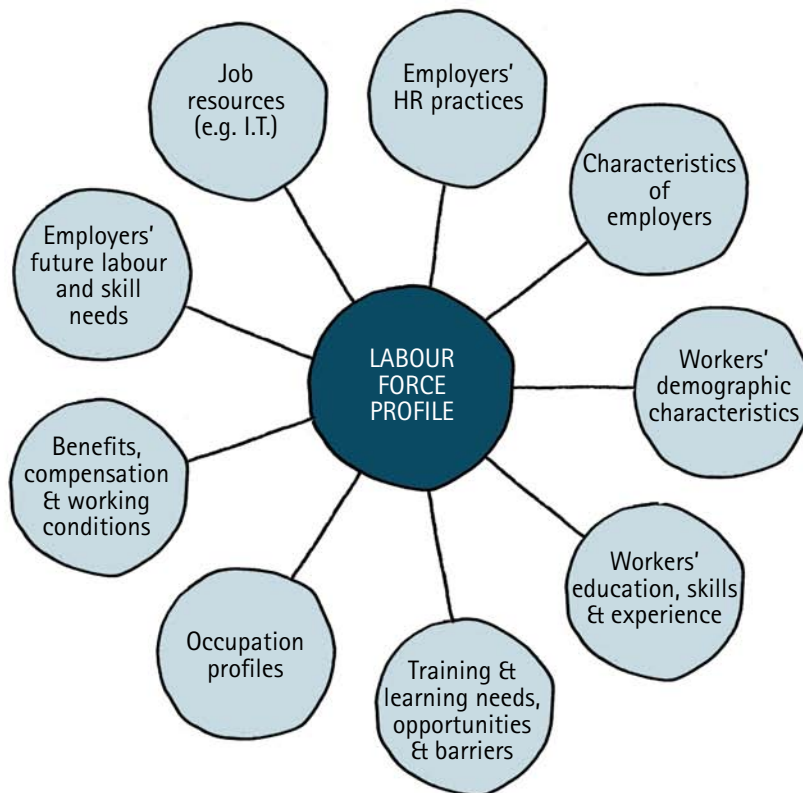 Job
resources
(e.g. I.T.)
Employers'
HR practices
Characteristics
of
employers
Employers'
future labour
and skill
needs
LABOUR
FORCE
PROFILE
Workers'
demographic
characteristics
Benefits,
compensation
& working
conditions
Workers'
education, skills
& experience
Occupation
profiles
Training &
learning needs,
opportunities
& barriers